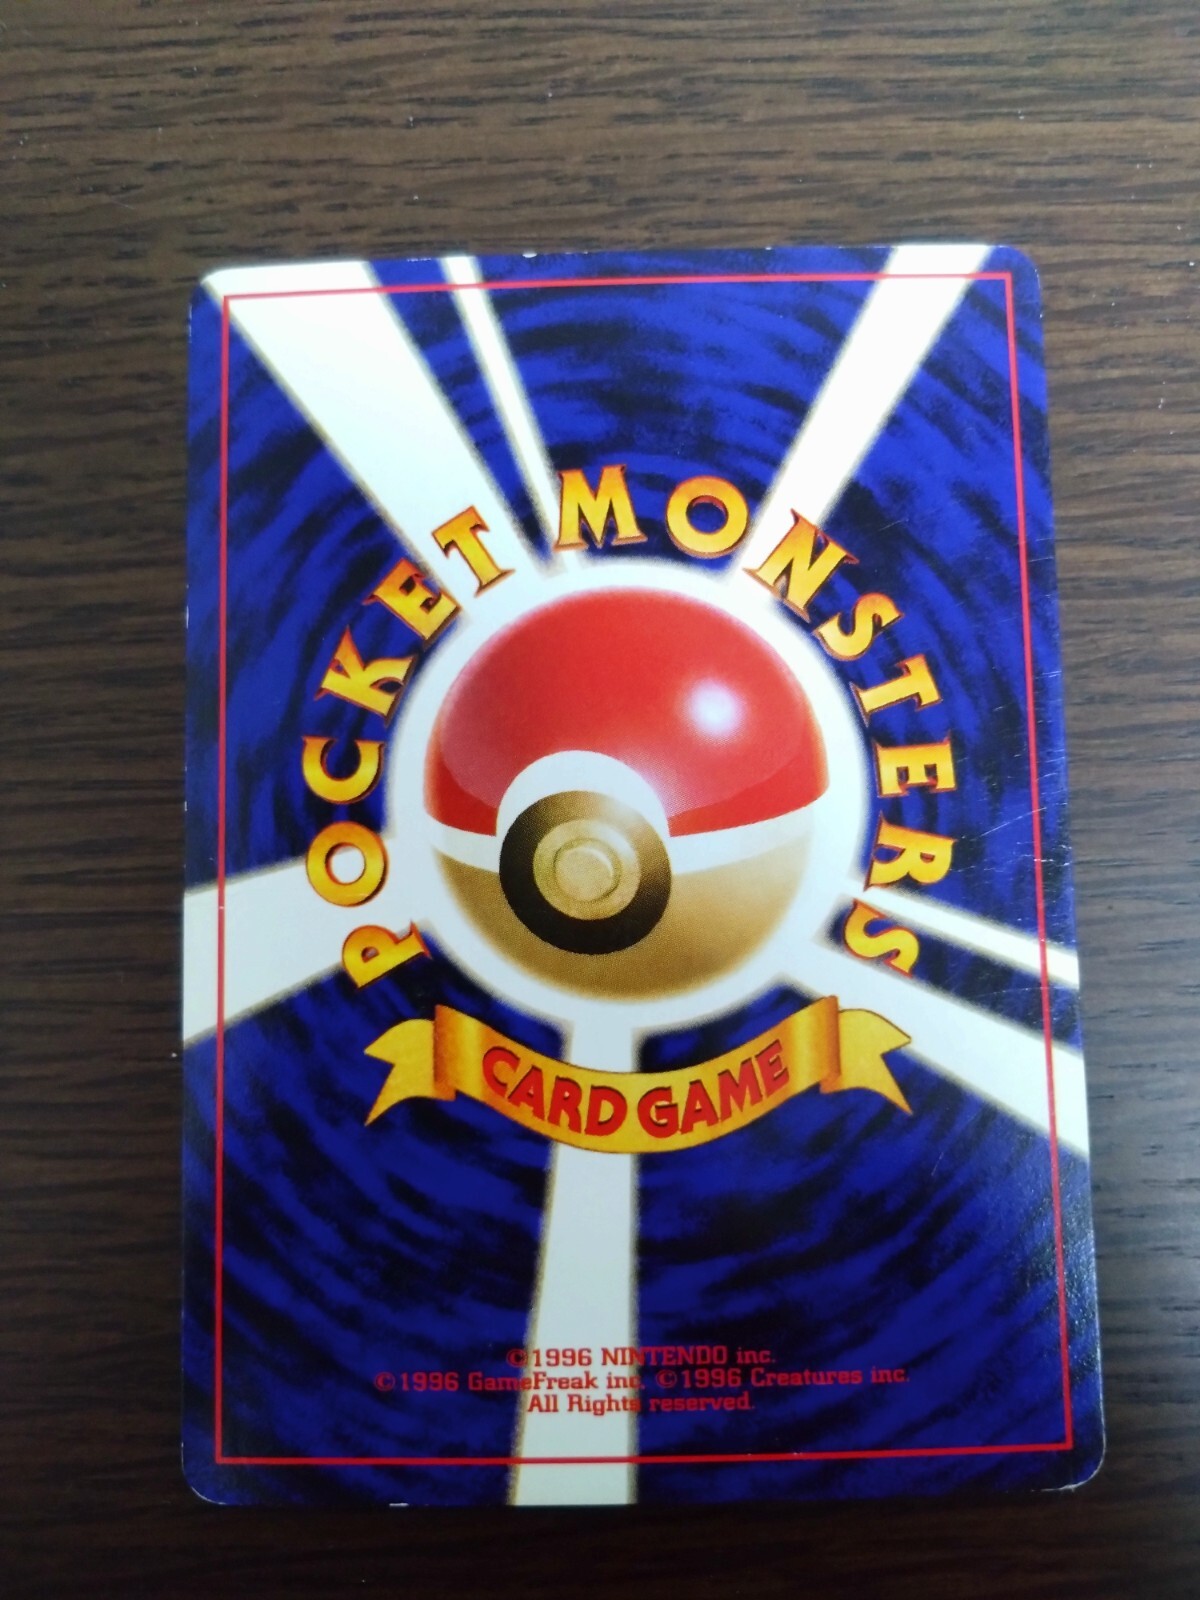 POCKET MONSTERS
CARD GAME
©1996 NINTENDO inc.
©1996 GameFreak inc. ©1996 Creatures inc.
All Rights reserved.